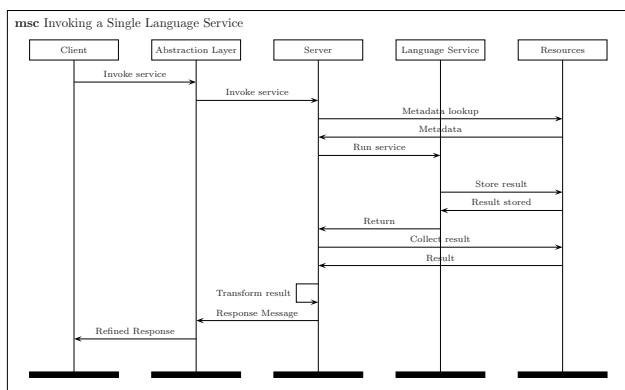 msc Invoking a Single Language Service
Client Abstraction Layer Server Language Service Resources
Invoke service
Invoke service
Metadata lookup
Metadata
Run service
Store result
Result stored
Return
Collect result
Result
Transform result
Response Message
Refined Response